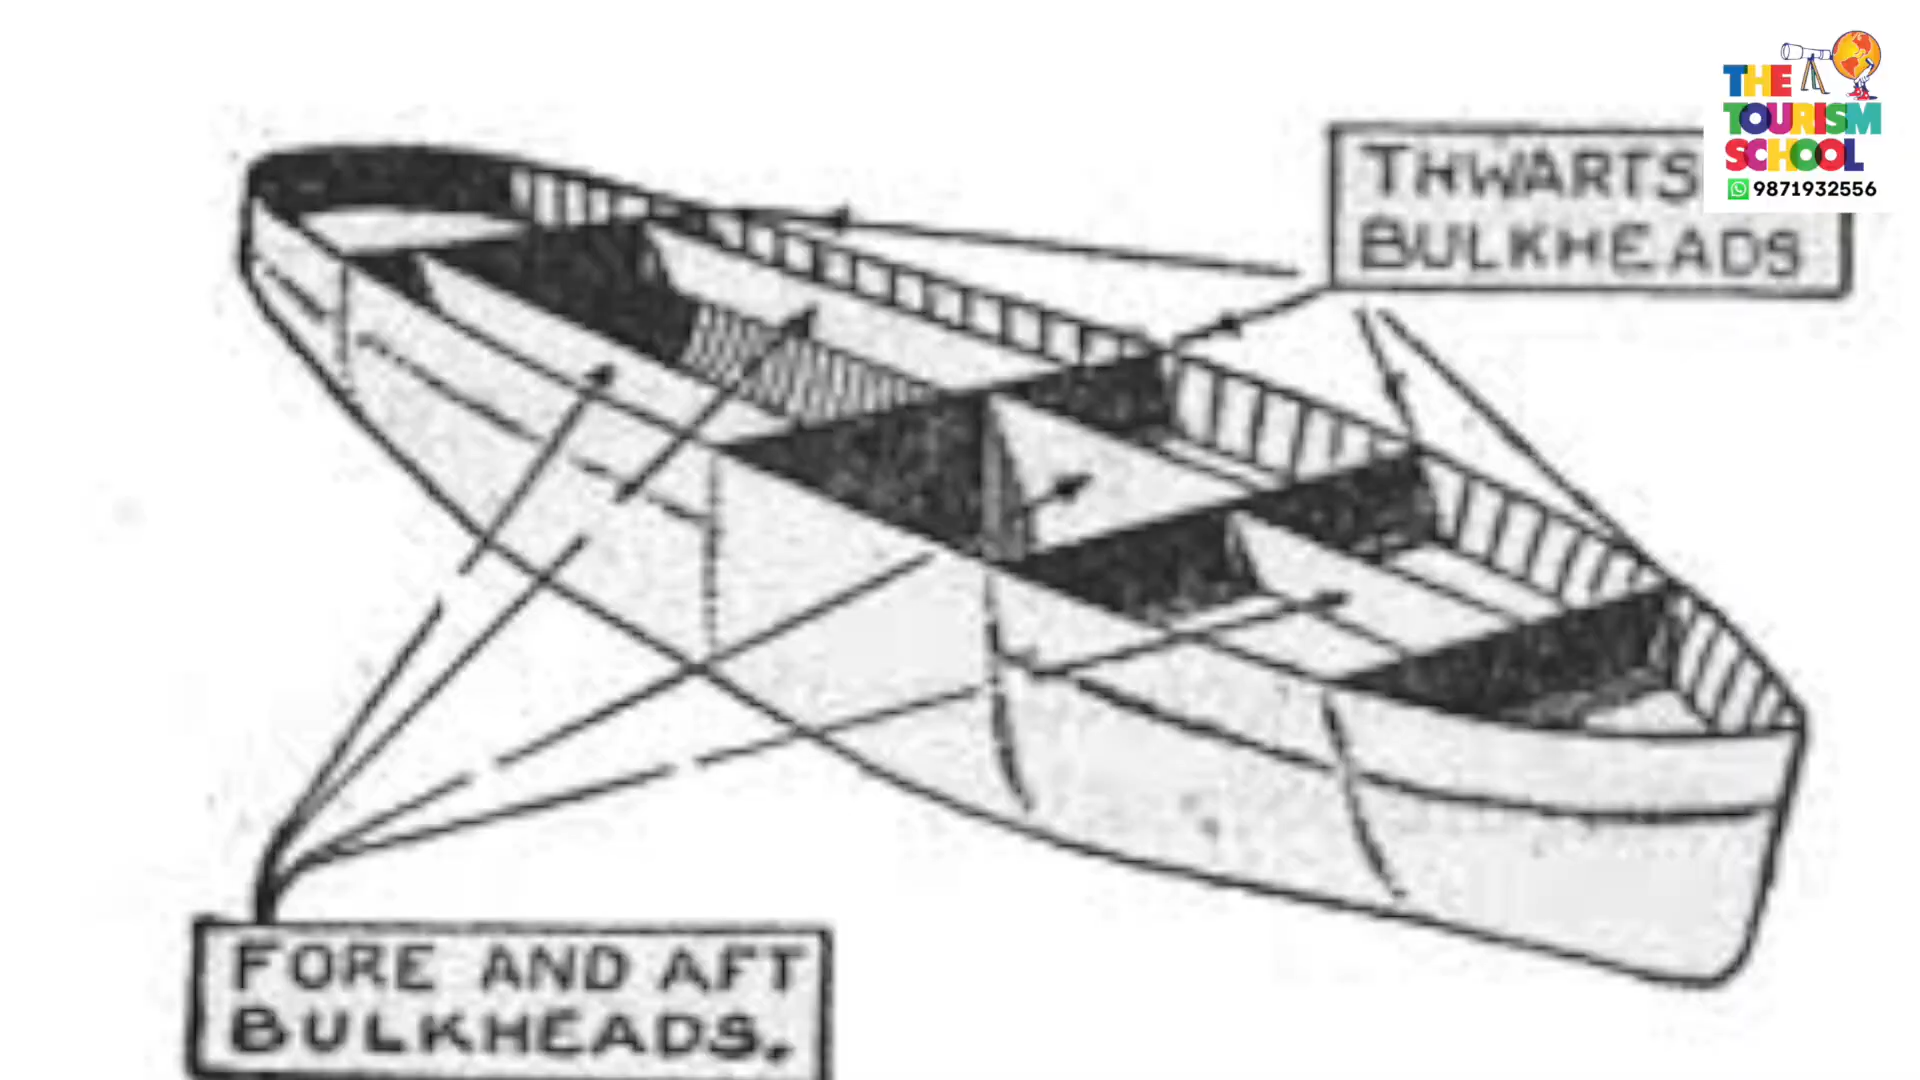 THE
TOURISM
SCHOOL
9871932556
THWARTS
BULKHEADS
FORE AND AFT
BULKHEADS.